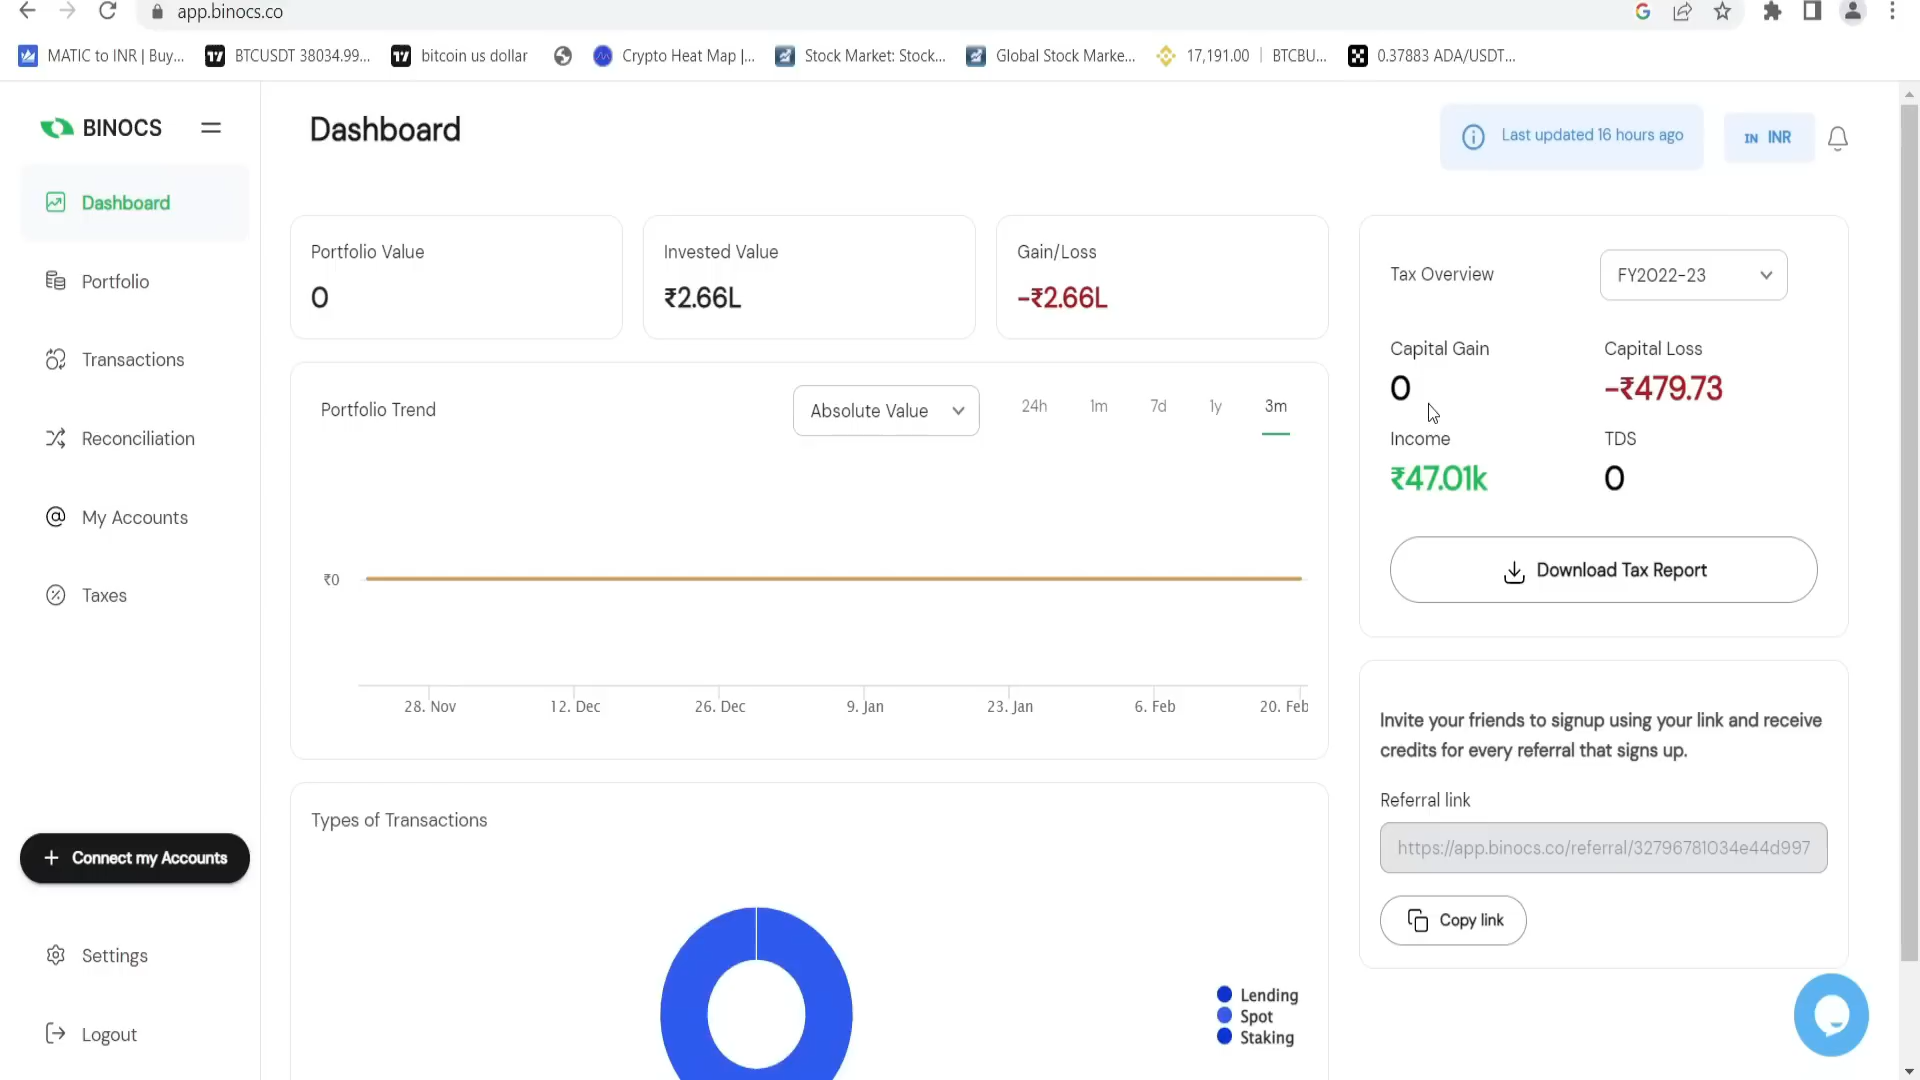 app.binocs.co
MATIC to INR | Buy... BTCUSDT 38034.99... bitcoin us dollar Crypto Heat Map |... Stock Market: Stock... Global Stock Marke... 17,191.00 | BTCBU... 0.37883 ADA/USDT...
BINOCS
Dashboard
Portfolio
Transactions
Reconciliation
My Accounts
Taxes
+ Connect my Accounts
Settings
Logout
Dashboard
Last updated 16 hours ago
IN INR
Portfolio Value
0
Invested Value
₹2.66L
Gain/Loss
-₹2.66L
Portfolio Trend
Absolute Value
24h 1m 7d 1y 3m
₹0
28. Nov 12. Dec 26. Dec 9. Jan 23. Jan 6. Feb 20. Feb
Types of Transactions
Lending
Spot
Staking
Tax Overview
FY2022-23
Capital Gain Capital Loss
0 -₹479.73
Income TDS
₹47.01k 0
Download Tax Report
Invite your friends to signup using your link and receive
credits for every referral that signs up.
Referral link
https://app.binocs.co/referral/32796781034e44d997
Copy link